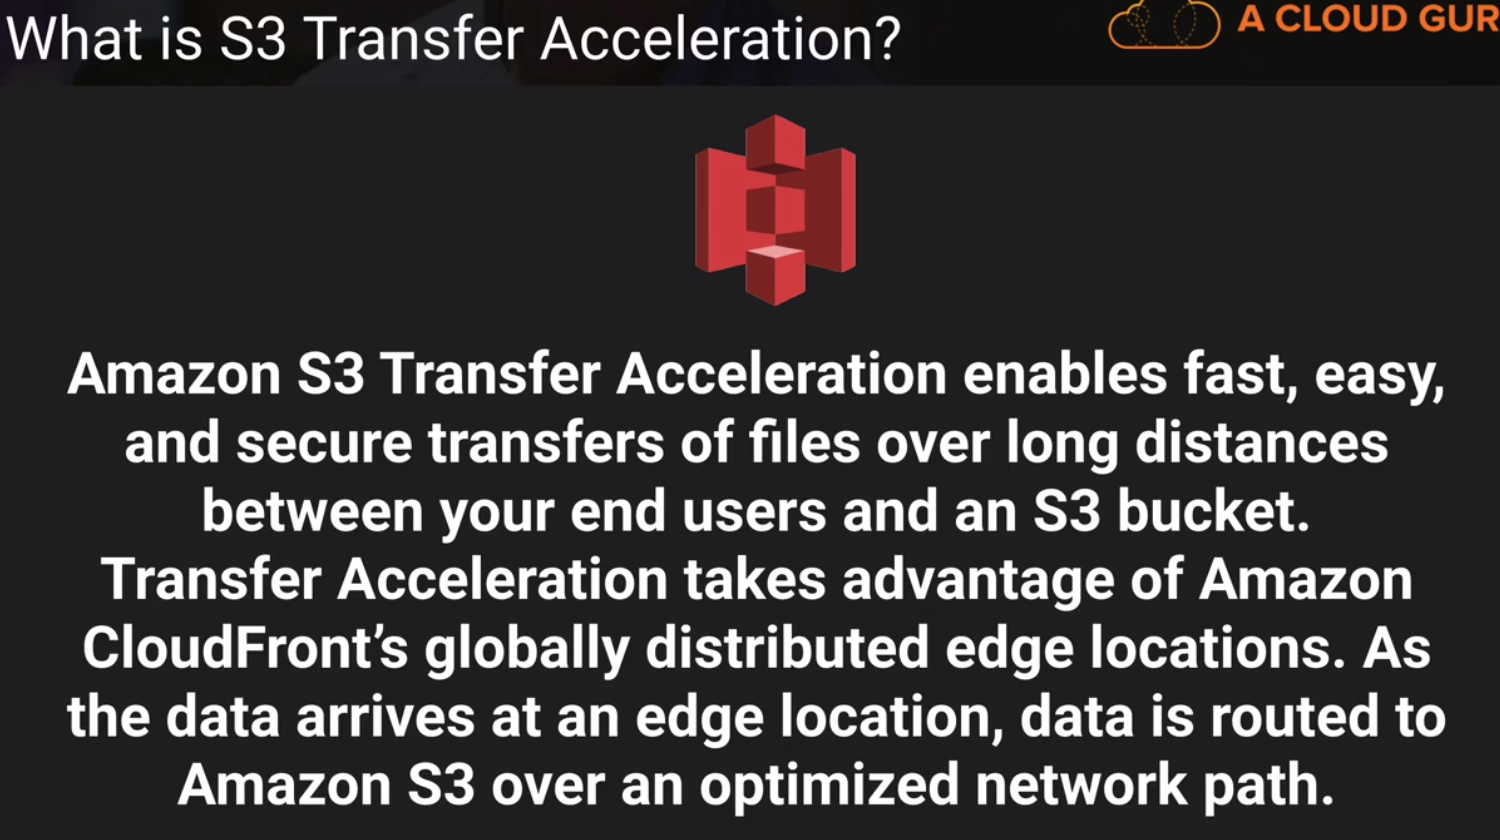 What is S3 Transfer Acceleration?
A CLOUD GUR
Amazon S3 Transfer Acceleration enables fast, easy,
and secure transfers of files over long distances
between your end users and an S3 bucket.
Transfer Acceleration takes advantage of Amazon
CloudFront’s globally distributed edge locations. As
the data arrives at an edge location, data is routed to
Amazon S3 over an optimized network path.